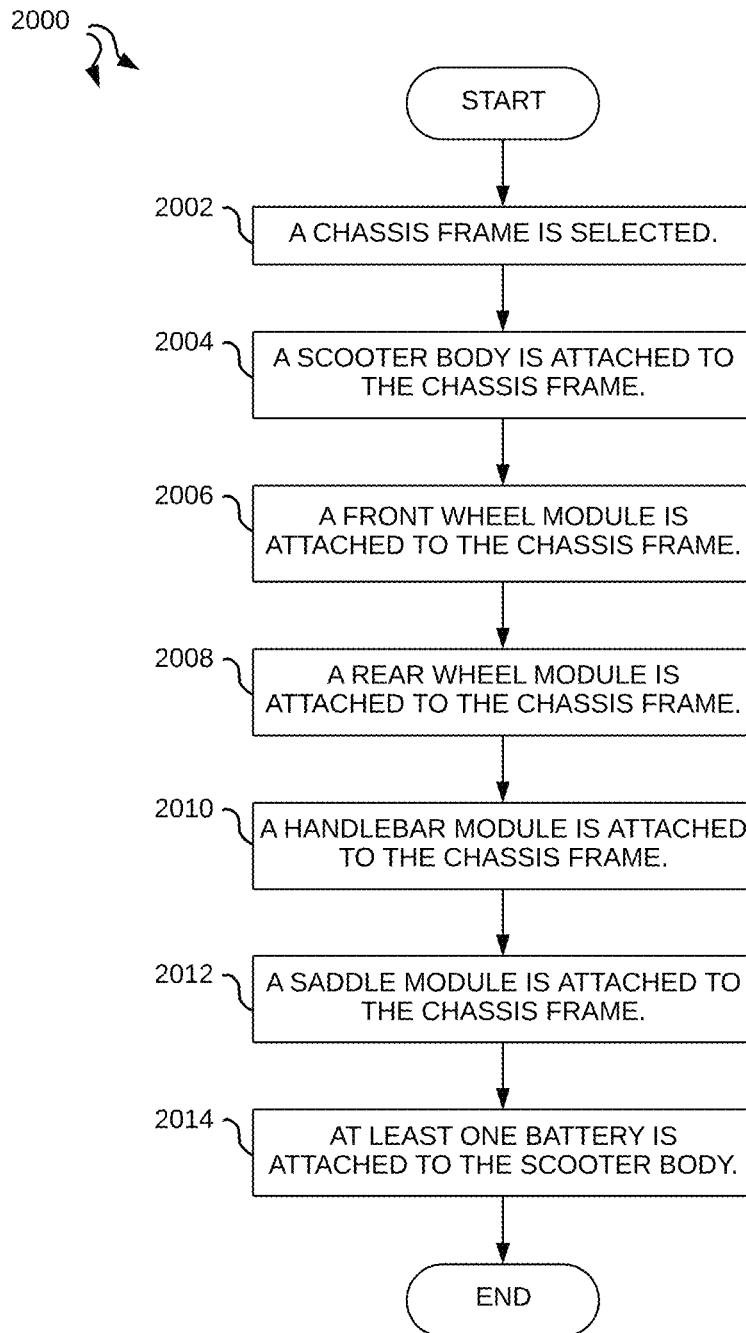 2000
START
2002
A CHASSIS FRAME IS SELECTED.
2004
A SCOOTER BODY IS ATTACHED TO
THE CHASSIS FRAME.
2006
A FRONT WHEEL MODULE IS
ATTACHED TO THE CHASSIS FRAME.
2008
A REAR WHEEL MODULE IS
ATTACHED TO THE CHASSIS FRAME.
2010
A HANDLEBAR MODULE IS ATTACHED
TO THE CHASSIS FRAME.
2012
A SADDLE MODULE IS ATTACHED TO
THE CHASSIS FRAME.
2014
AT LEAST ONE BATTERY IS
ATTACHED TO THE SCOOTER BODY.
END